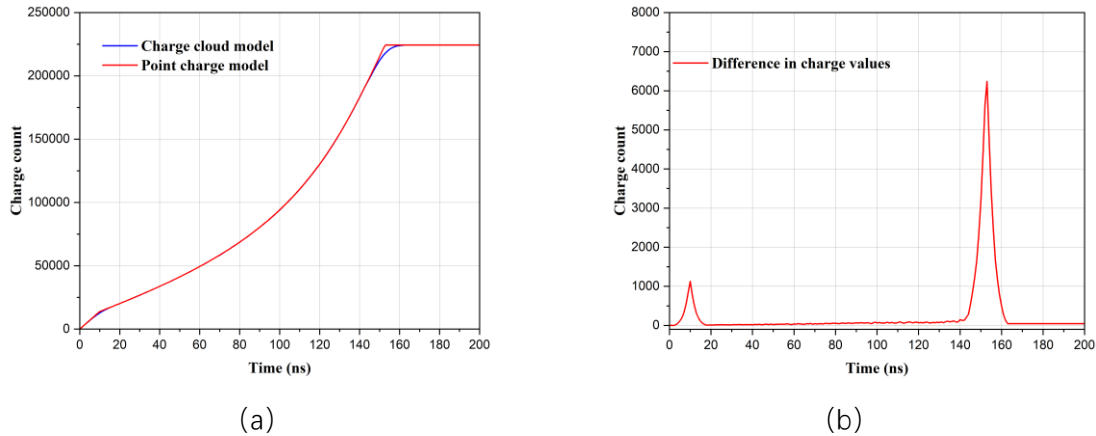 250000
200000
150000
100000
50000
0
Charge count
Charge cloud model
Point charge model
0 20 40 60 80 100 120 140 160 180 200
Time (ns)
(a)
8000
7000
6000
5000
4000
3000
2000
1000
0
Charge count
Difference in charge values
0 20 40 60 80 100 120 140 160 180 200
Time (ns)
(b)